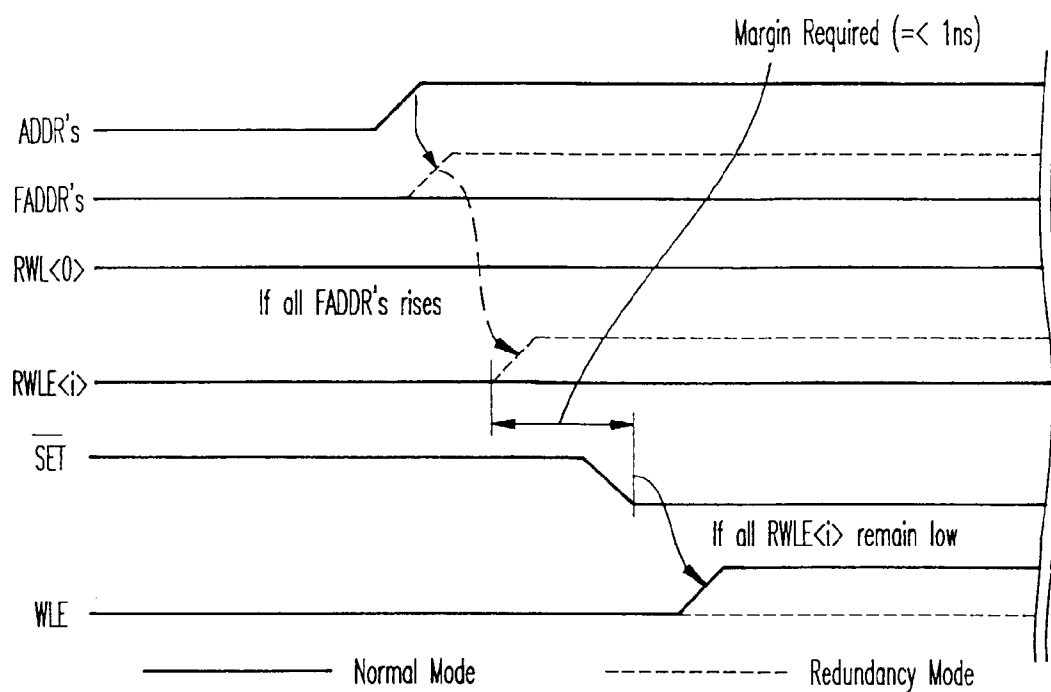 Margin Required (=< 1ns)
ADDR's
FADDR's
RWL<0>
If all FADDR's rises
RWLE<i>
SET
If all RWLE<i> remain low
WLE
Normal Mode
Redundancy Mode